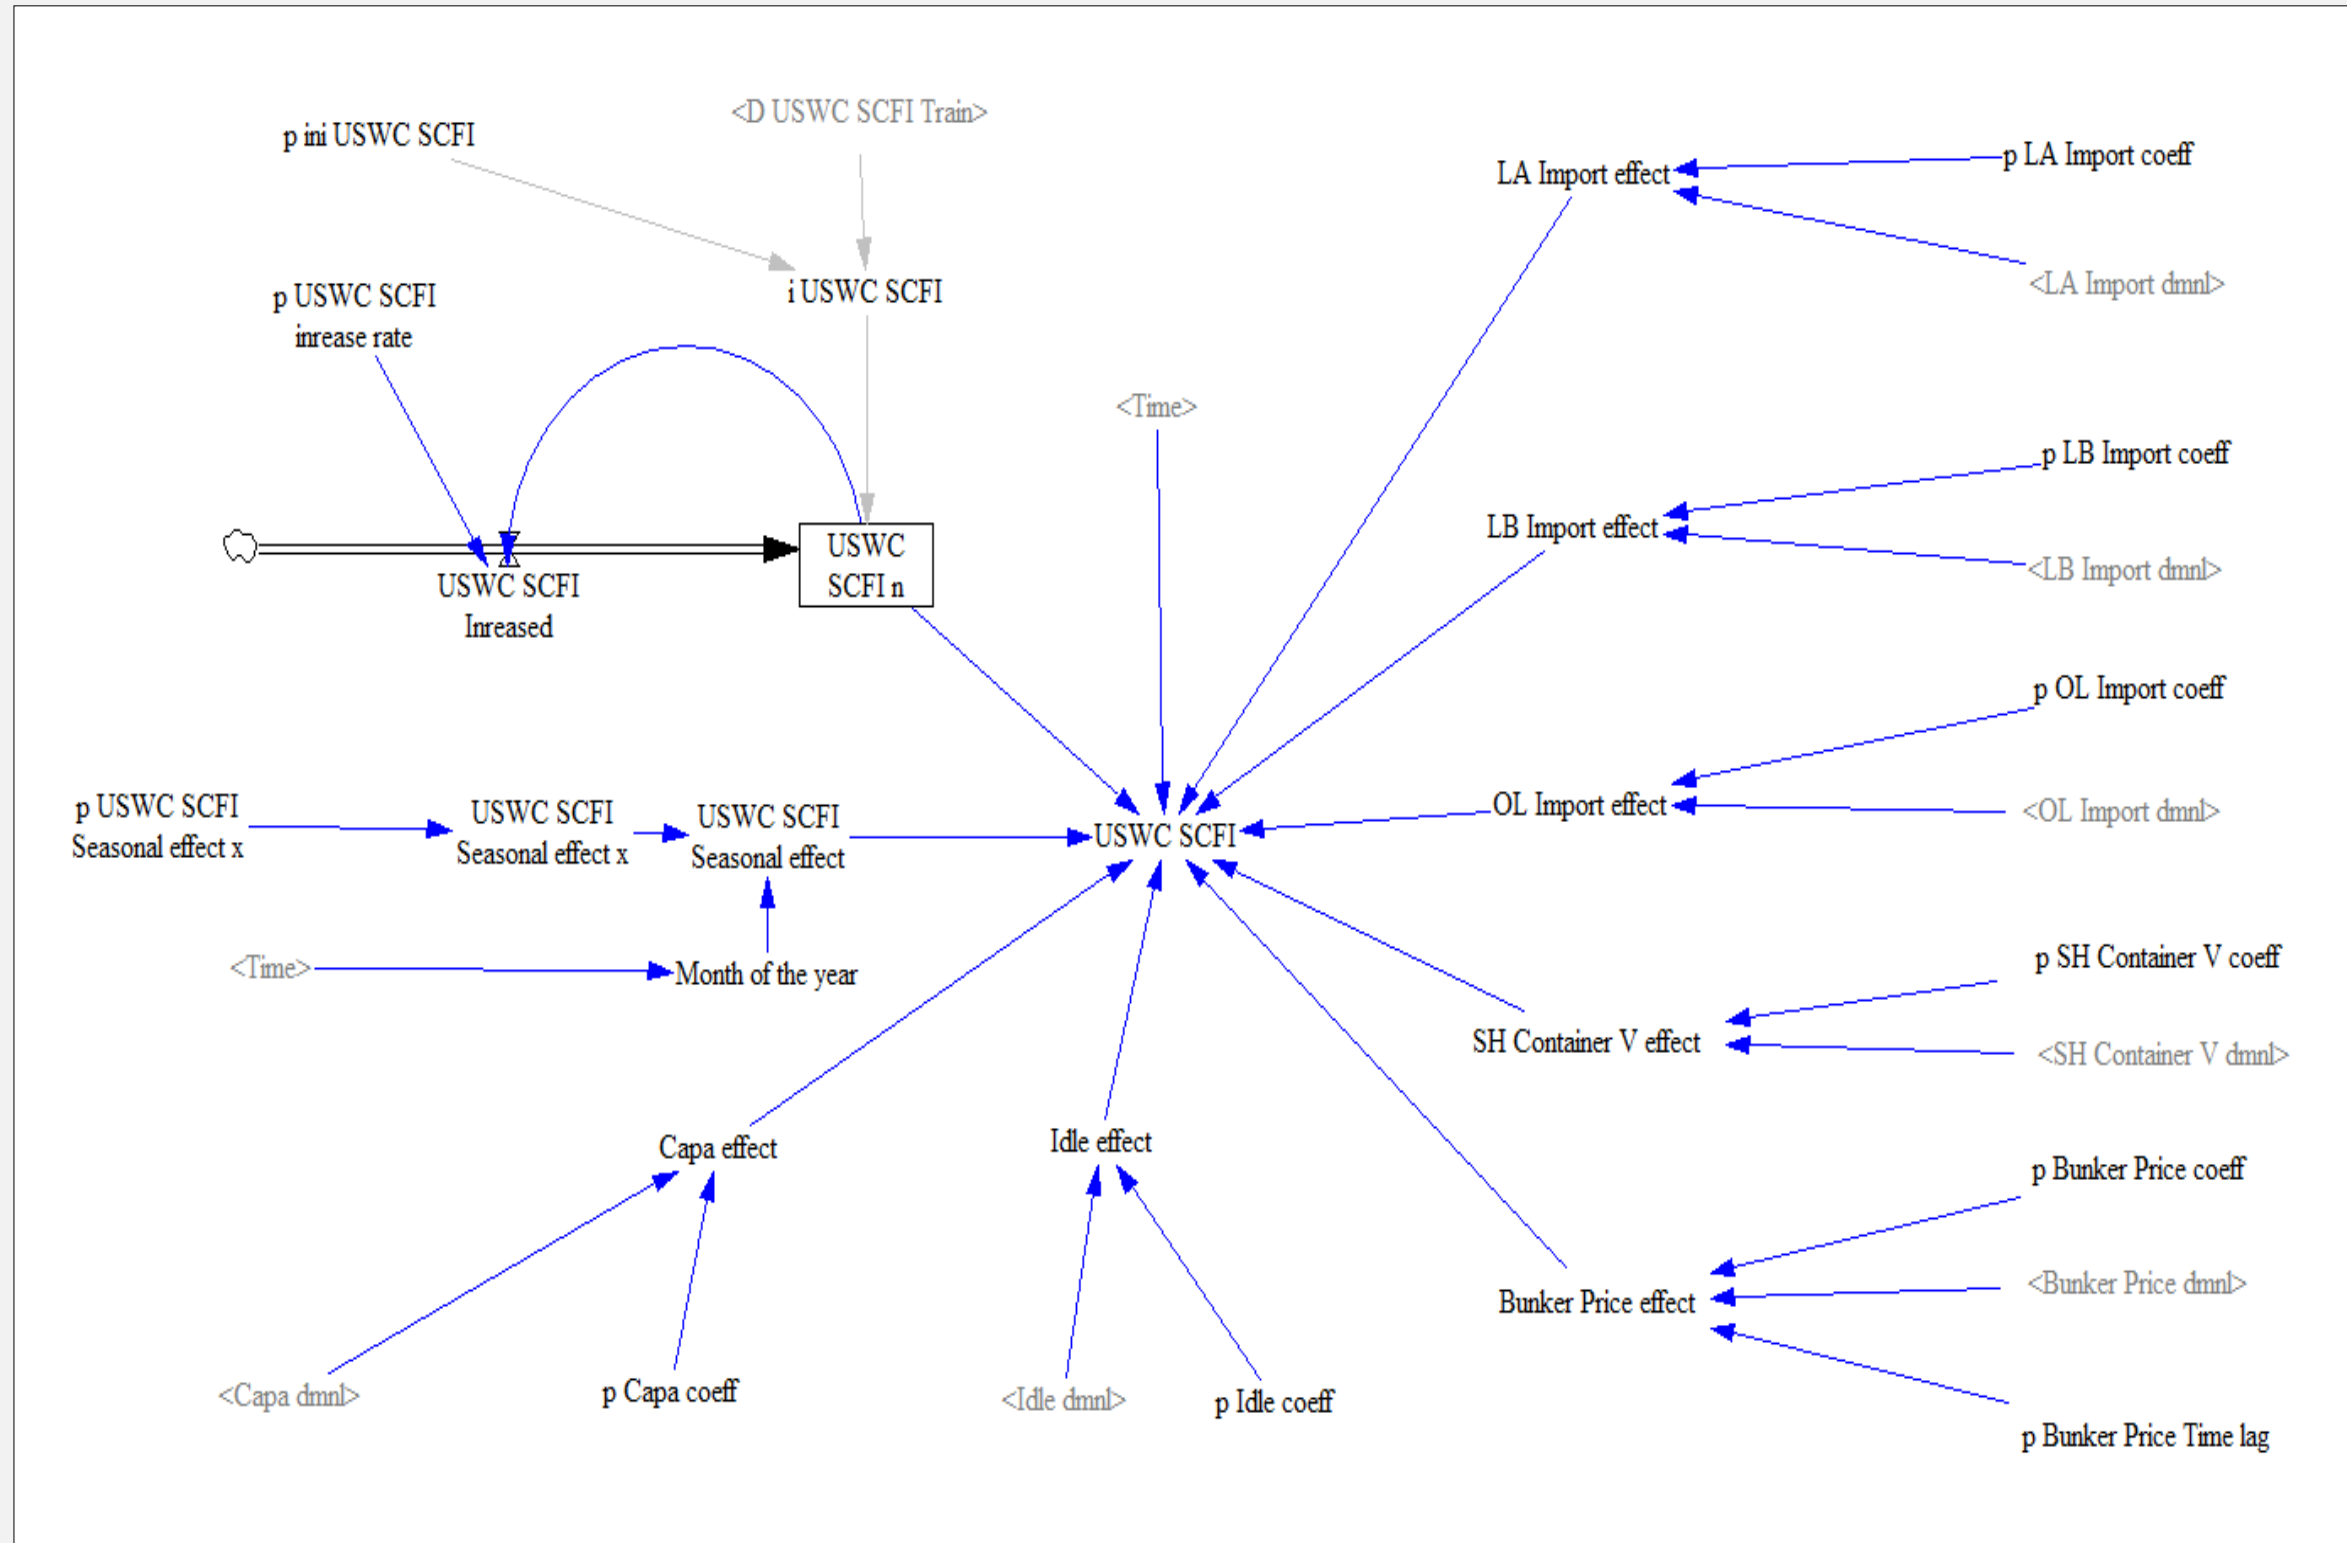 <D USWC SCFI Train>
p ini USWC SCFI
LA Import effect
p LA Import coeff
<LA Import dmnl>
p USWC SCFI
inrease rate
i USWC SCFI
<Time>
p LB Import coeff
LB Import effect
<LB Import dmnl>
USWC
SCFI n
USWC SCFI
Inreased
p OL Import coeff
OL Import effect
<OL Import dmnl>
p USWC SCFI
Seasonal effect x
USWC SCFI
Seasonal effect x
USWC SCFI
Seasonal effect
USWC SCFI
<Time>
Month of the year
p SH Container V coeff
SH Container V effect
<SH Container V dmnl>
Capa effect
Idle effect
p Bunker Price coeff
Bunker Price effect
<Bunker Price dmnl>
<Capa dmnl>
p Capa coeff
<Idle dmnl>
p Idle coeff
p Bunker Price Time lag